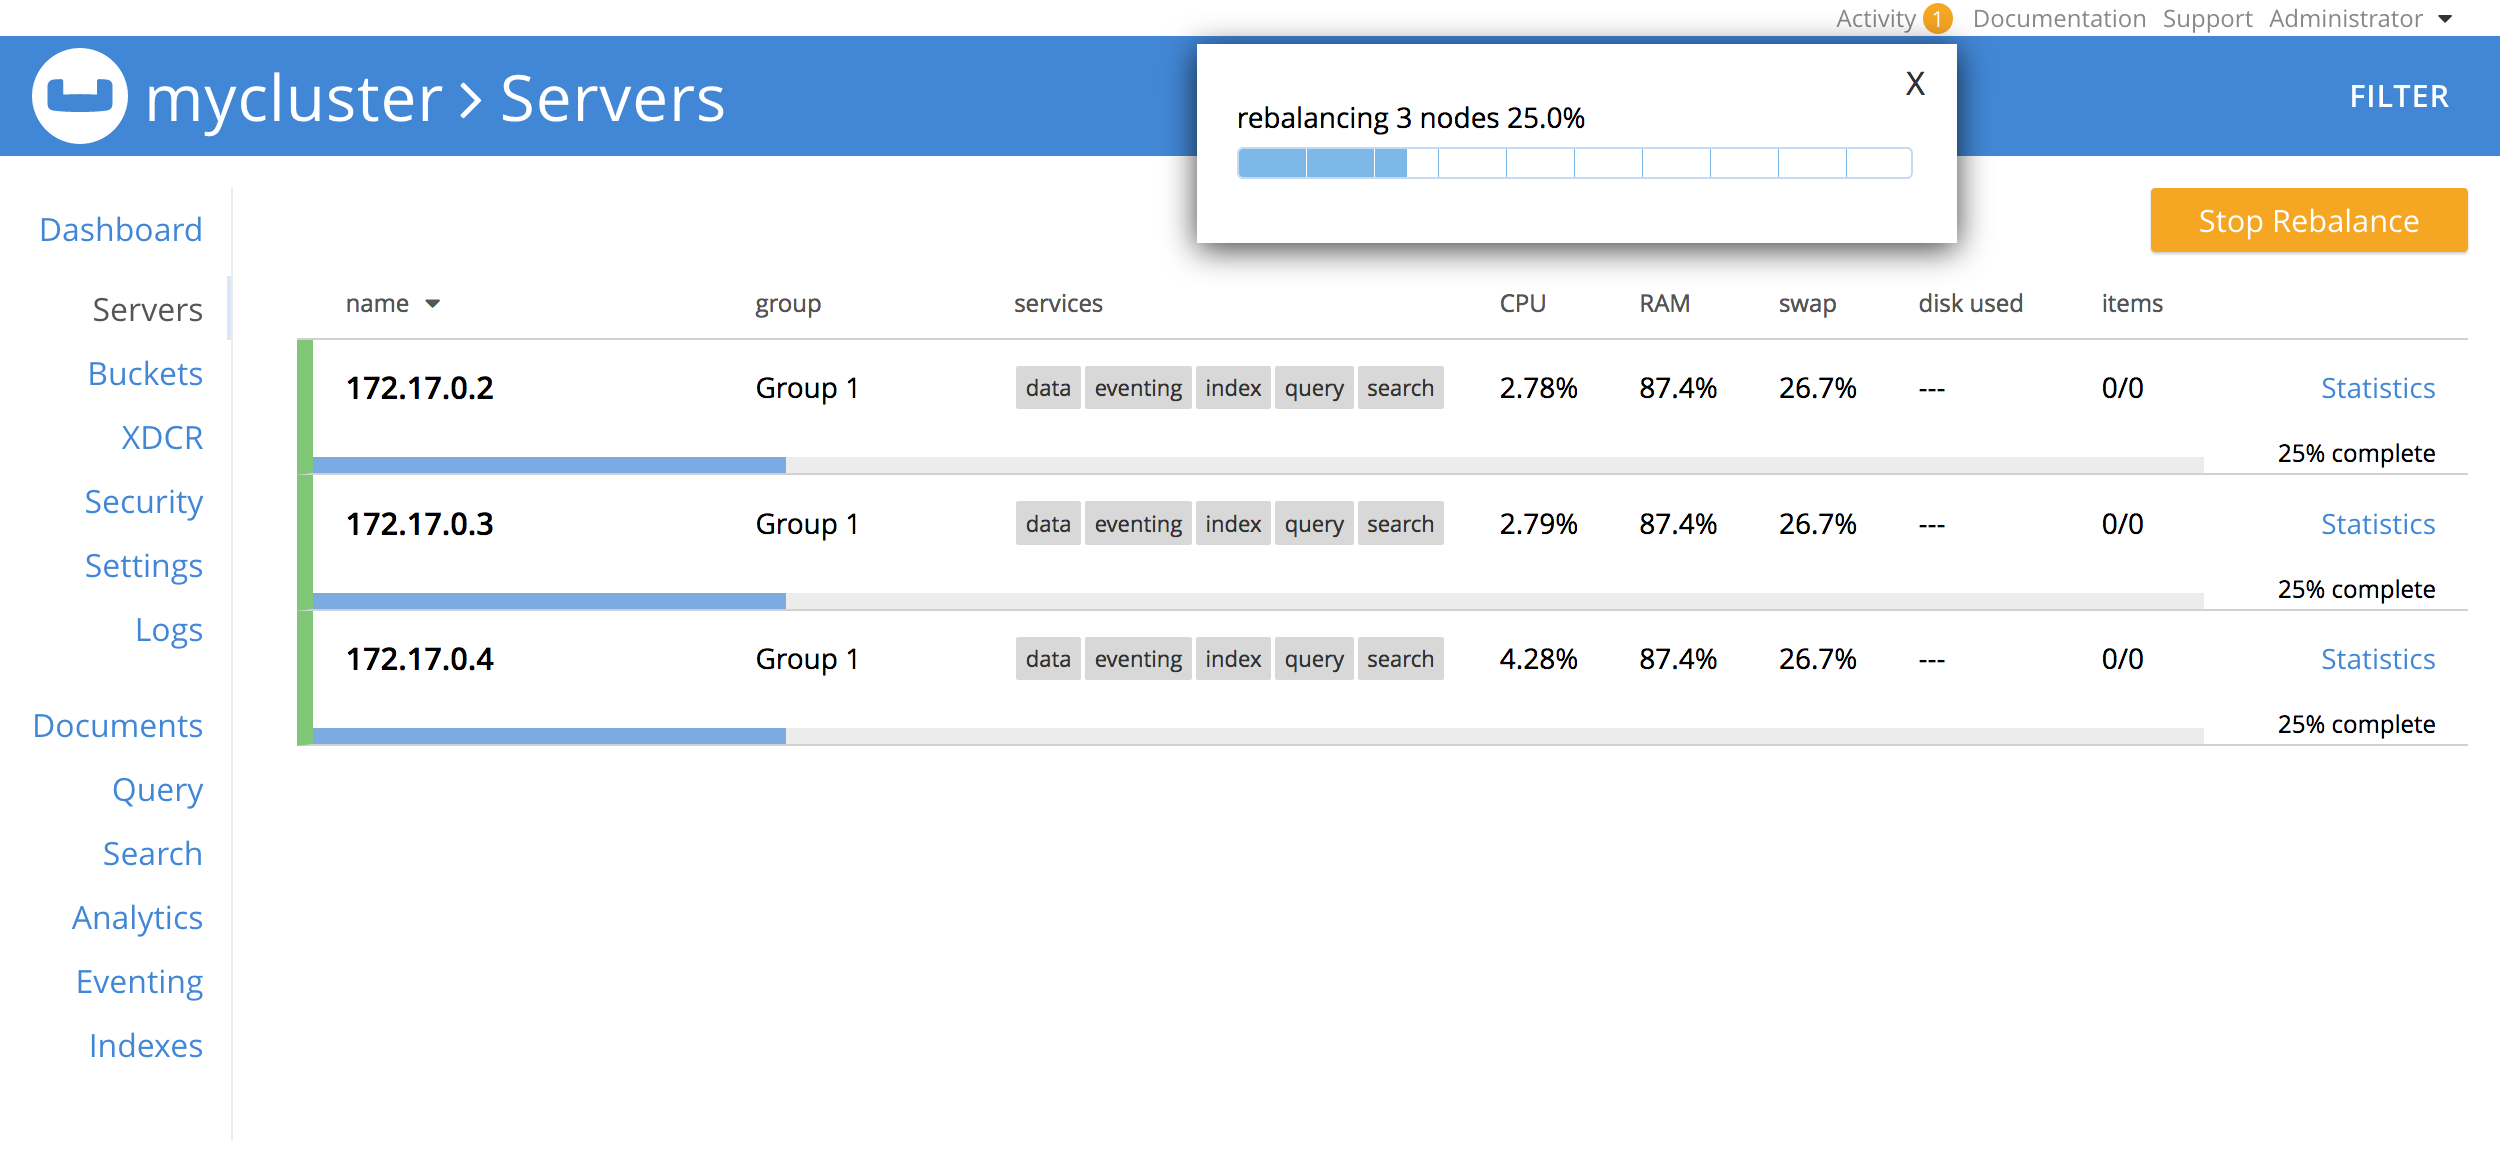 Activity 1 Documentation Support Administrator
mycluster > Servers
FILTER
X
rebalancing 3 nodes 25.0%
Stop Rebalance
Dashboard
Servers
Buckets
XDCR
Security
Settings
Logs
Documents
Query
Search
Analytics
Eventing
Indexes
name group services CPU RAM swap disk used items
172.17.0.2 Group 1 data eventing index query search 2.78% 87.4% 26.7% --- 0/0 Statistics
25% complete
172.17.0.3 Group 1 data eventing index query search 2.79% 87.4% 26.7% --- 0/0 Statistics
25% complete
172.17.0.4 Group 1 data eventing index query search 4.28% 87.4% 26.7% --- 0/0 Statistics
25% complete